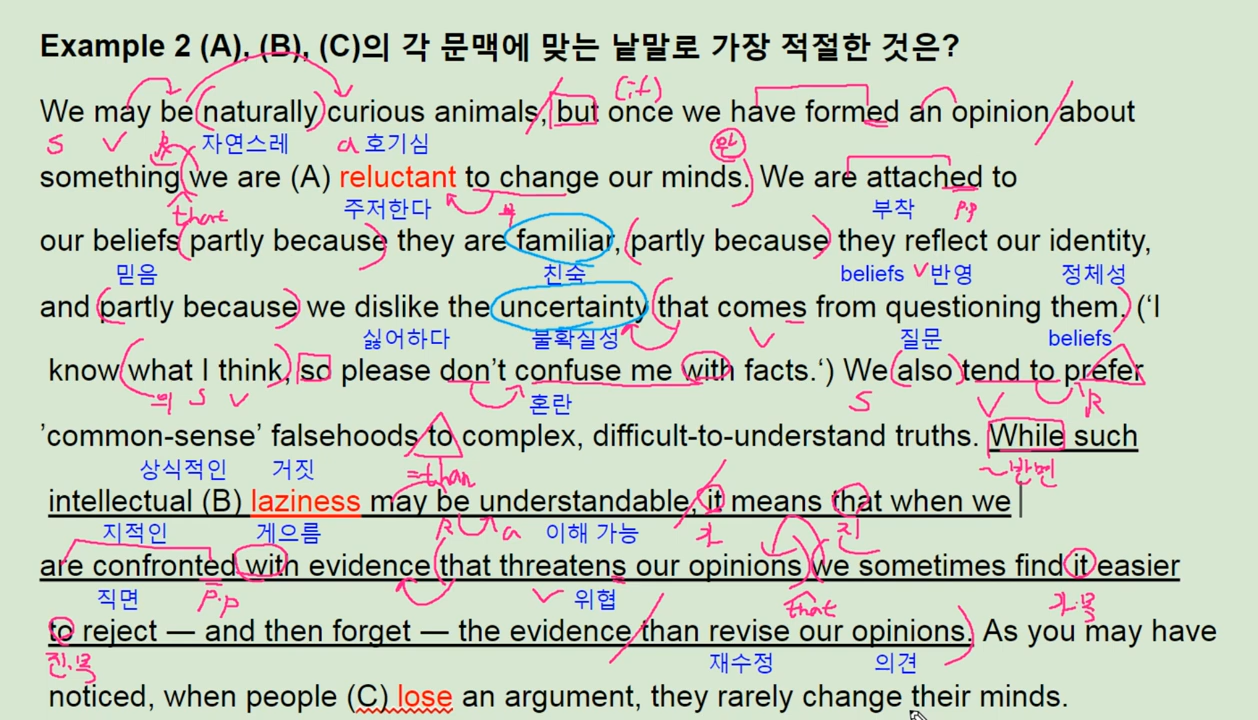 Example 2 (A), (B), (C)의 각 문맥에 맞는 낱말로 가장 적절한 것은?
(it)
We may be (naturally) curious animals, but once we have formed an opinion about
S V R 자연스레 a 호기심 완
something we are (A) reluctant to change our minds. We are attached to
that 주저한다 부착 p.p
our beliefs (partly because) they are familiar, (partly because) they reflect our identity,
믿음 친숙 beliefs V 반영 정체성
and (partly because) we dislike the uncertainty (that comes from questioning them.) (‘I
싫어하다 불확실성 V 질문 beliefs
know (what I think), so please don’t confuse me with facts.‘) We (also) tend to prefer
의 S V 혼란 S V R
’common-sense’ falsehoods to complex, difficult-to-understand truths. While such
상식적인 거짓 =than ~반면
intellectual (B) laziness may be understandable, it means that when we
지적인 게으름 R a 이해 가능 가 진
are confronted with evidence (that threatens our opinions) (we sometimes find it easier
직면 p.p V 위협 that 가.목
to reject — and then forget — the evidence than revise our opinions.) As you may have
진.목 재수정 의견
noticed, when people (C) lose an argument, they rarely change their minds.